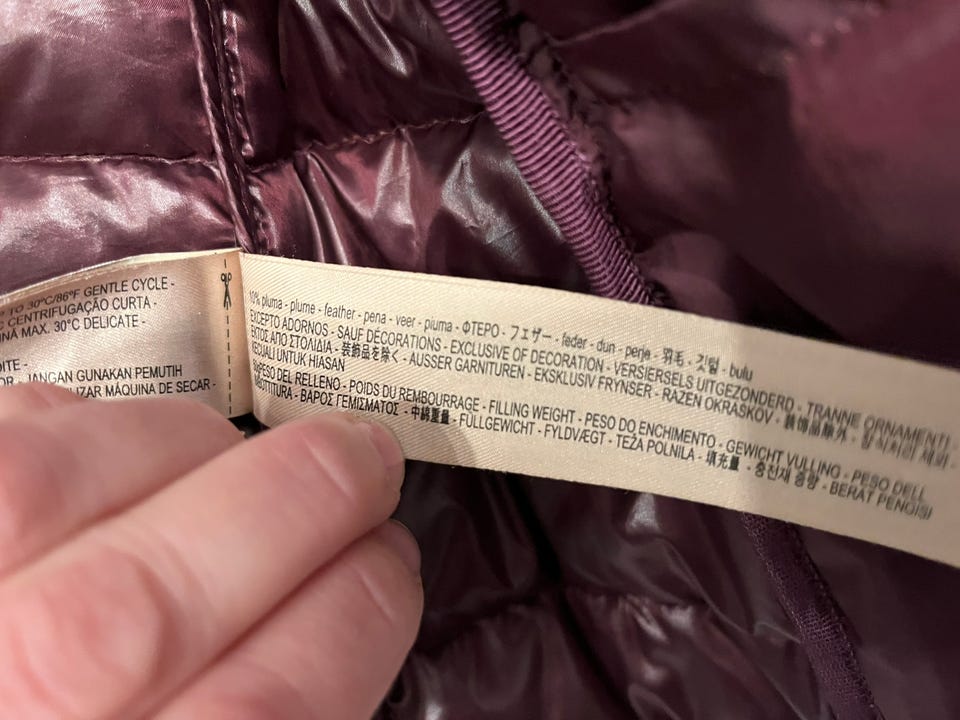 TO 30°C/86°F GENTLE CYCLE -
CENTRIFUGAÇÃO CURTA -
MAX. 30°C DELICATE -
JANGAN GUNAKAN PEMUTIH
MÁQUINA DE SECAR -
10% pluma - plume - feather - pena - veer - piuma - ΦΤΕΡΟ - フェザー - feder - dun - perje - 羽毛 - 깃털 - bulu
EXCEPTO ADORNOS - SAUF DÉCORATIONS - EXCLUSIVE OF DECORATION - VERSIERSELS UITGEZONDERD - TRANNE ORNAMENTI -
ΕΚΤΟΣ ΑΠΟ ΣΤΟΛΙΔΙΑ - 装飾品を除く - AUSSER GARNITUREN - EKSKLUSIV FRYNSER - RAZEN OKRASKOV - 装饰品除外 -
KECUALI UNTUK HIASAN
PESO DEL RELLENO - POIDS DU REMBOURRAGE - FILLING WEIGHT - PESO DO ENCHIMENTO - GEWICHT VULLING - PESO DELL
ΒΑΡΟΣ ΓΕΜΙΣΜΑΤΟΣ - 中綿重量 - FÜLLGEWICHT - FYLDVÆGT - TEŽA POLNILA - 填充量 - 충전재 중량 - BERAT PENGISI